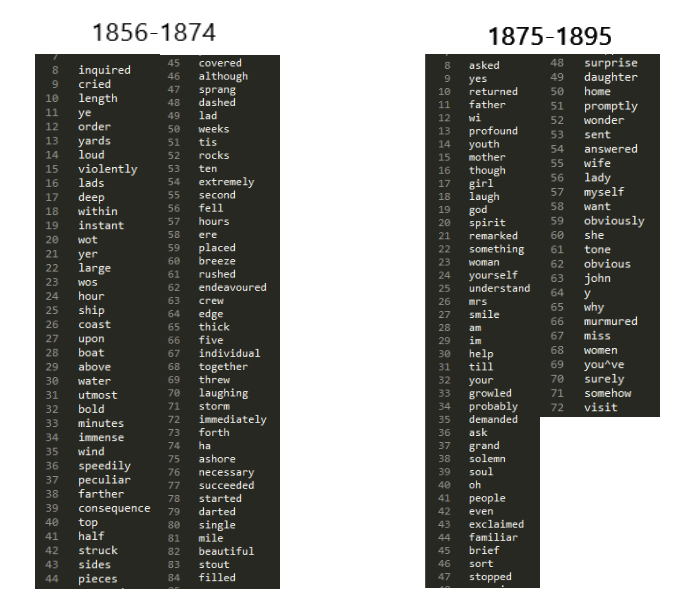 1856-1874
8 inquired
9 cried
10 length
11 ye
12 order
13 yards
14 loud
15 violently
16 lads
17 deep
18 within
19 instant
20 wot
21 yer
22 large
23 wos
24 hour
25 ship
26 coast
27 upon
28 boat
29 above
30 water
31 utmost
32 bold
33 minutes
34 immense
35 wind
36 speedily
37 peculiar
38 farther
39 consequence
40 top
41 half
42 struck
43 sides
44 pieces
45 covered
46 although
47 sprang
48 dashed
49 lad
50 weeks
51 tis
52 rocks
53 ten
54 extremely
55 second
56 fell
57 hours
58 ere
59 placed
60 breeze
61 rushed
62 endeavoured
63 crew
64 edge
65 thick
66 five
67 individual
68 together
69 threw
70 laughing
71 storm
72 immediately
73 forth
74 ha
75 ashore
76 necessary
77 succeeded
78 started
79 darted
80 single
81 mile
82 beautiful
83 stout
84 filled
1875-1895
8 asked
9 yes
10 returned
11 father
12 wi
13 profound
14 youth
15 mother
16 though
17 girl
18 laugh
19 god
20 spirit
21 remarked
22 something
23 woman
24 yourself
25 understand
26 mrs
27 smile
28 am
29 im
30 help
31 till
32 your
33 growled
34 probably
35 demanded
36 ask
37 grand
38 solemn
39 soul
40 oh
41 people
42 even
43 exclaimed
44 familiar
45 brief
46 sort
47 stopped
48 surprise
49 daughter
50 home
51 promptly
52 wonder
53 sent
54 answered
55 wife
56 lady
57 myself
58 want
59 obviously
60 she
61 tone
62 obvious
63 john
64 y
65 why
66 murmured
67 miss
68 women
69 you^ve
70 surely
71 somehow
72 visit